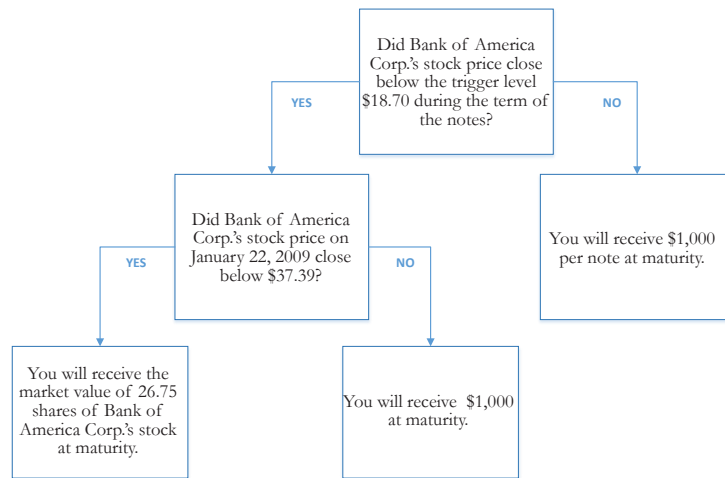 Did Bank of America
Corp.'s stock price close
below the trigger level
$18.70 during the term of
the notes?
YES
NO
Did Bank of America
Corp.'s stock price on
January 22, 2009 close
below $37.39?
You will receive $1,000
per note at maturity.
YES
NO
You will receive the
market value of 26.75
shares of Bank of
America Corp.'s stock
at maturity.
You will receive $1,000
at maturity.